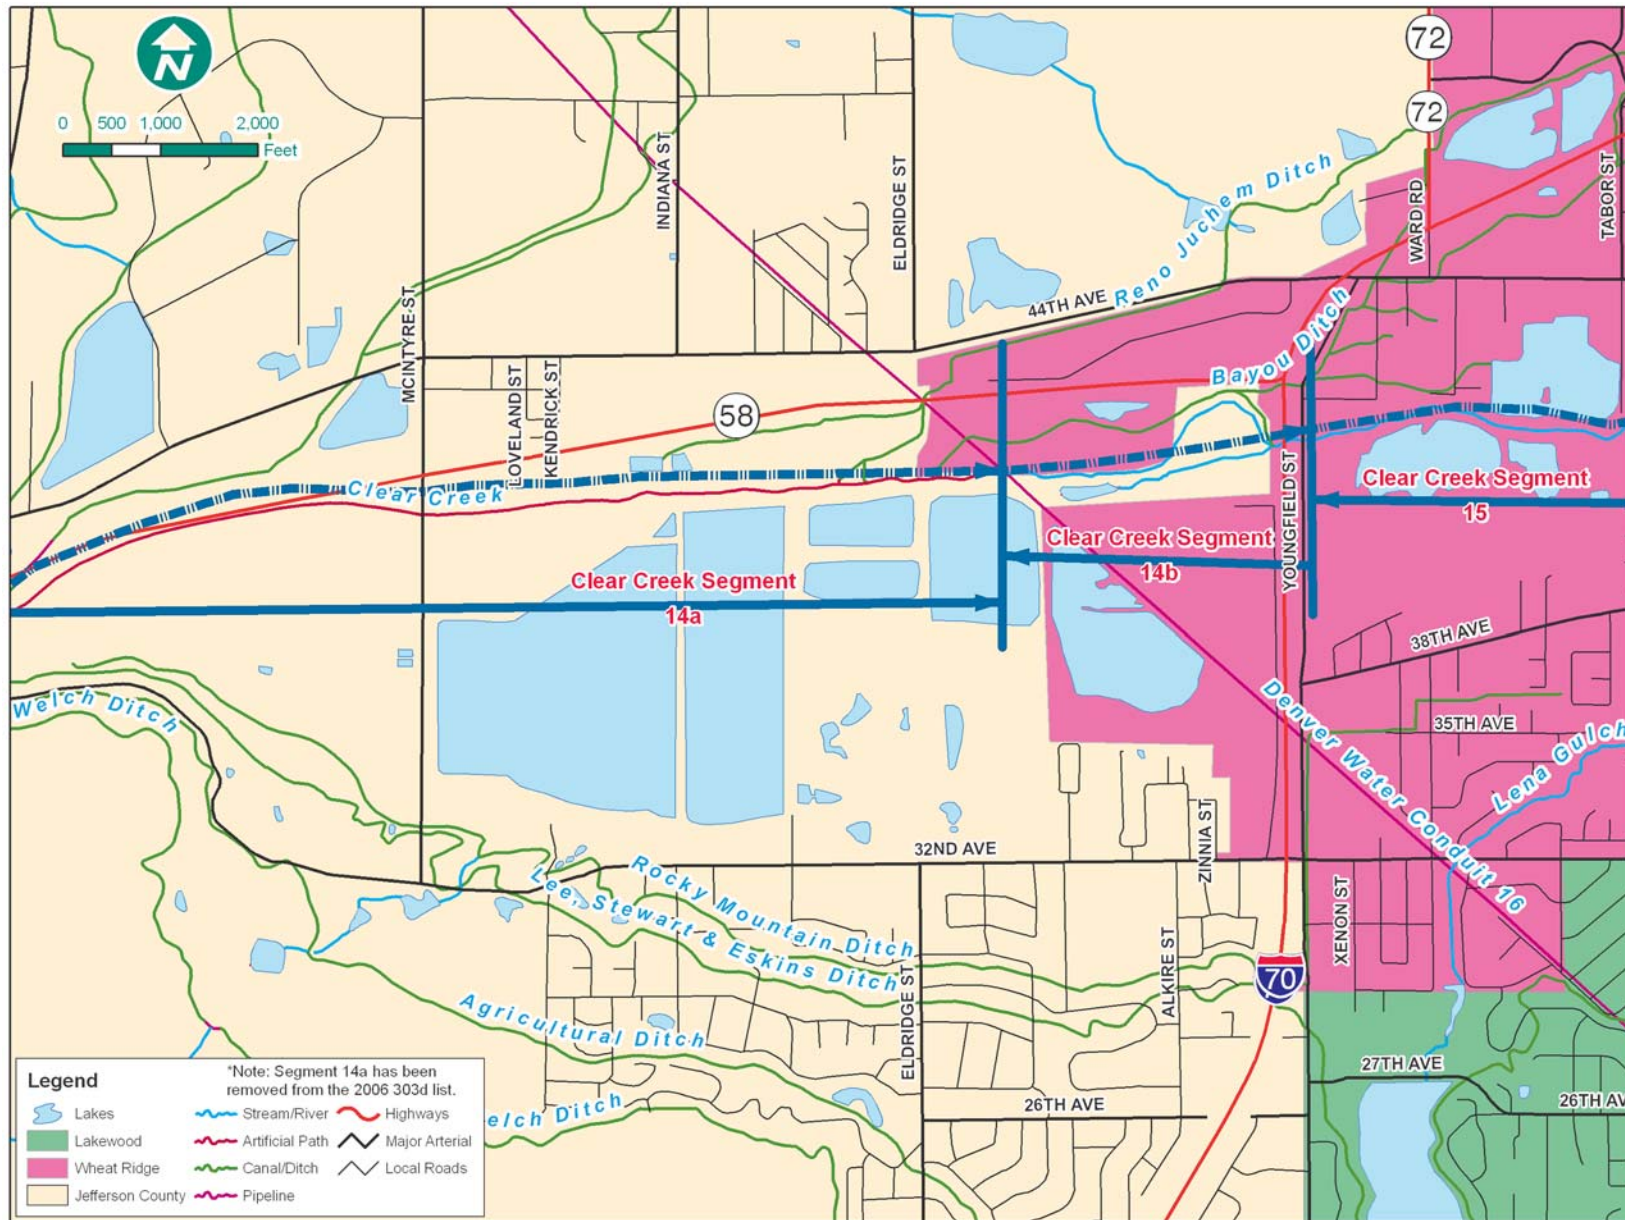 72
N
72
0 500 1,000 2,000
Feet
INDIANA ST
ELDRIDGE ST
WARD RD
TABOR ST
Reno Juchem Ditch
44TH AVE
MCINTYRE ST
Bayou Ditch
LOVELAND ST
KENDRICK ST
58
Clear Creek
YOUNGFIELD ST
Clear Creek Segment
15
Clear Creek Segment
14b
Clear Creek Segment
14a
38TH AVE
Welch Ditch
35TH AVE
Denver Water Conduit 16
Lena Gulch
32ND AVE
ZINNIA ST
Rocky Mountain Ditch
Lee, Stewart & Eskins Ditch
XENON ST
ALKIRE ST
70
ELDRIDGE ST
Agricultural Ditch
27TH AVE
26TH AVE
26TH AV
elch Ditch
Legend
*Note: Segment 14a has been
removed from the 2006 303d list.
Lakes
Stream/River
Highways
Lakewood
Artificial Path
Major Arterial
Wheat Ridge
Canal/Ditch
Local Roads
Jefferson County
Pipeline